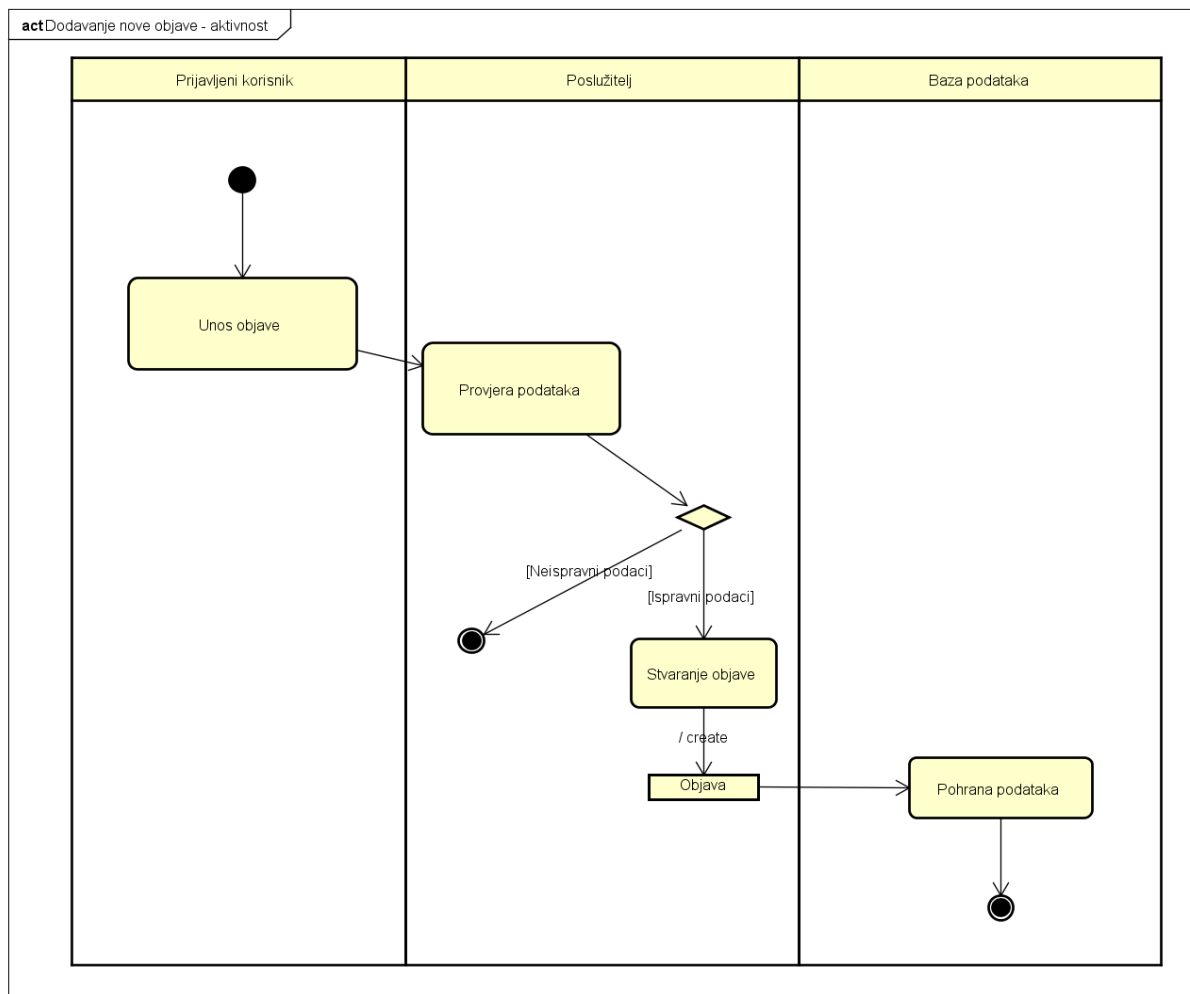 act Dodavanje nove objave - aktivnost
Prijavljeni korisnik
Poslužitelj
Baza podataka
Unos objave
Provjera podataka
[Neispravni podaci]
[Ispravni podaci]
Stvaranje objave
/ create
Objava
Pohrana podataka